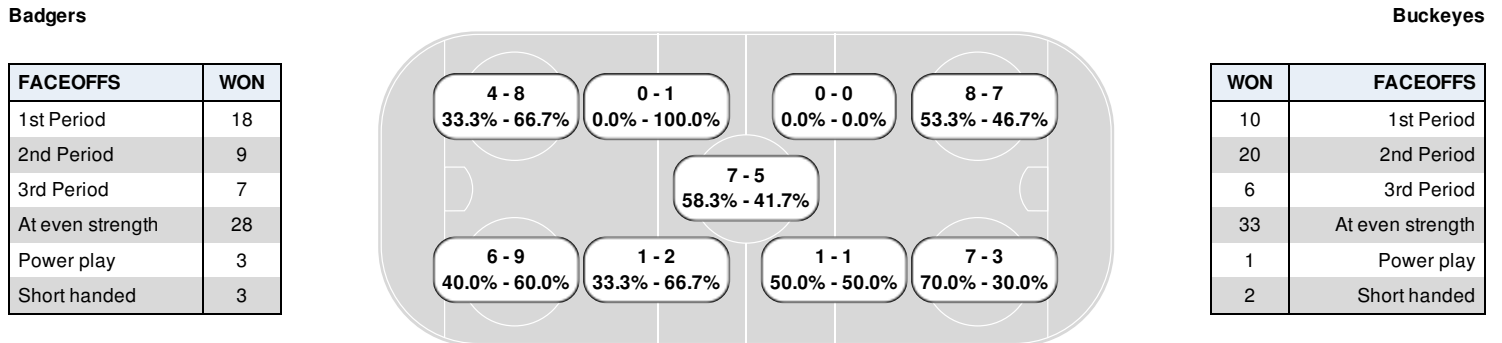 Badgers
Buckeyes
FACEOFFS WON
1st Period 18
2nd Period 9
3rd Period 7
At even strength 28
Power play 3
Short handed 3
4 - 8
33.3% - 66.7%
0 - 1
0.0% - 100.0%
0 - 0
0.0% - 0.0%
8 - 7
53.3% - 46.7%
7 - 5
58.3% - 41.7%
6 - 9
40.0% - 60.0%
1 - 2
33.3% - 66.7%
1 - 1
50.0% - 50.0%
7 - 3
70.0% - 30.0%
WON FACEOFFS
10 1st Period
20 2nd Period
6 3rd Period
33 At even strength
1 Power play
2 Short handed